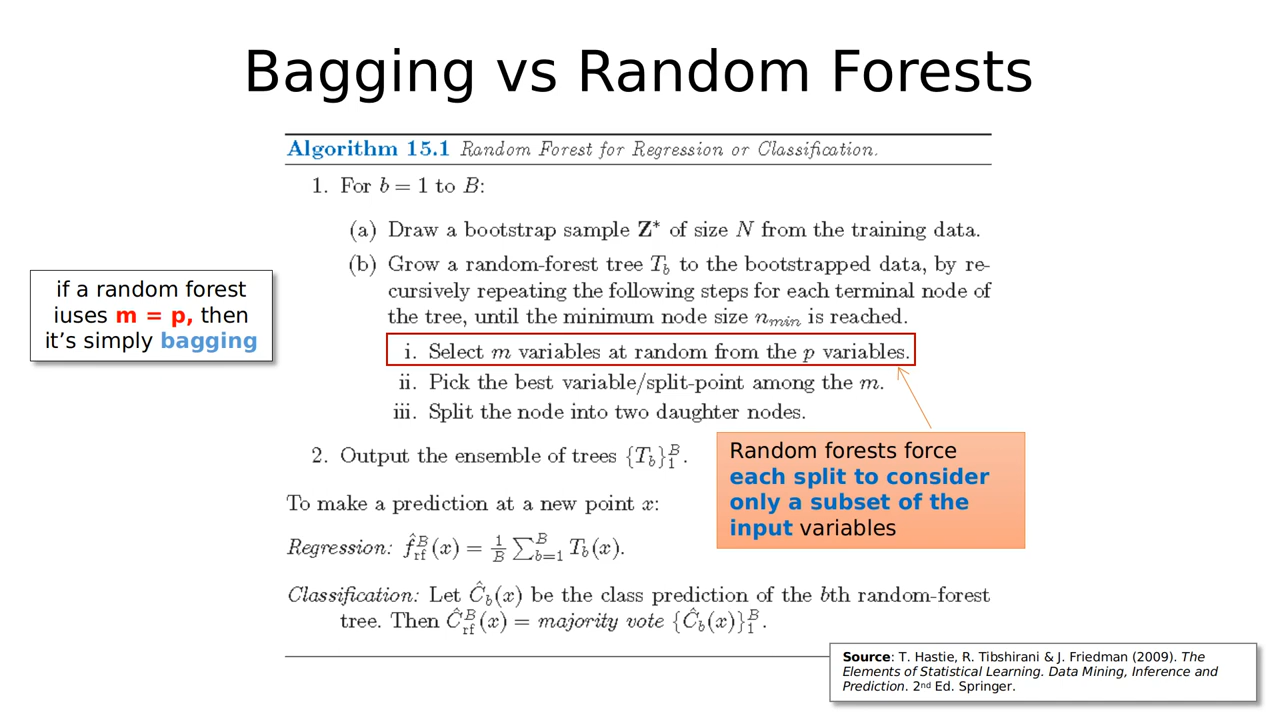 Bagging vs Random Forests
Algorithm 15.1 Random Forest for Regression or Classification.
1. For b = 1 to B:
(a) Draw a bootstrap sample Z* of size N from the training data.
(b) Grow a random-forest tree T_b to the bootstrapped data, by re-
cursively repeating the following steps for each terminal node of
the tree, until the minimum node size n_min is reached.
i. Select m variables at random from the p variables.
ii. Pick the best variable/split-point among the m.
iii. Split the node into two daughter nodes.
2. Output the ensemble of trees {T_b}_1^B.
To make a prediction at a new point x:
Regression: f̂_rf^B(x) = 1/B ∑_{b=1}^B T_b(x).
Classification: Let Ĉ_b(x) be the class prediction of the bth random-forest
tree. Then Ĉ_rf^B(x) = majority vote {Ĉ_b(x)}_1^B.
if a random forest
iuses m = p, then
it’s simply bagging
Random forests force
each split to consider
only a subset of the
input variables
Source: T. Hastie, R. Tibshirani & J. Friedman (2009). The
Elements of Statistical Learning. Data Mining, Inference and
Prediction. 2nd Ed. Springer.